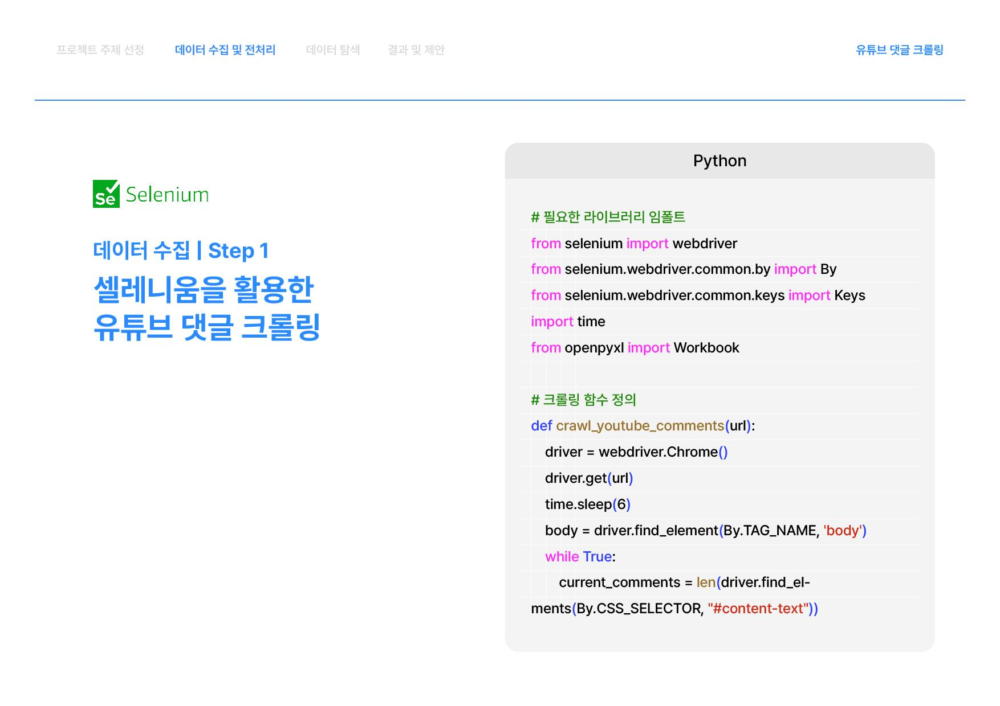 프로젝트 주제 선정 데이터 수집 및 전처리 데이터 탐색 결과 및 제안 유튜브 댓글 크롤링
Se Selenium
데이터 수집 | Step 1
셀레니움을 활용한
유튜브 댓글 크롤링
Python
# 필요한 라이브러리 임폴트
from selenium import webdriver
from selenium.webdriver.common.by import By
from selenium.webdriver.common.keys import Keys
import time
from openpyxl import Workbook
# 크롤링 함수 정의
def crawl_youtube_comments(url):
driver = webdriver.Chrome()
driver.get(url)
time.sleep(6)
body = driver.find_element(By.TAG_NAME, 'body')
while True:
current_comments = len(driver.find_el-
ments(By.CSS_SELECTOR, "#content-text"))